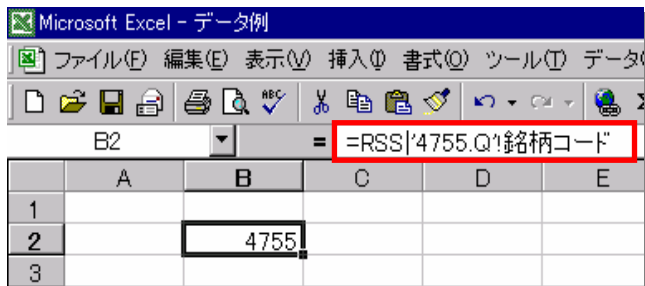 Microsoft Excel - データ例
ファイル(F) 編集(E) 表示(V) 挿入(I) 書式(O) ツール(T) データ(
ABC
B2 = =RSS|'4755.Q'!銘柄コード
A B C D E
1
2 4755
3